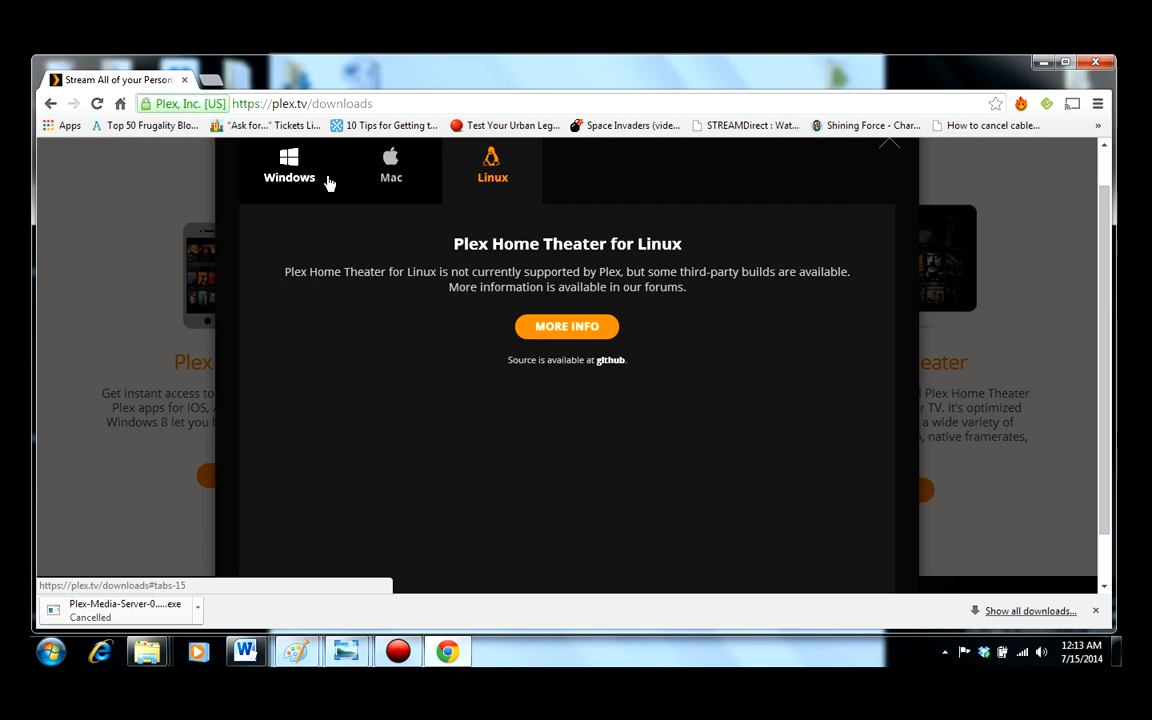 Stream All of your Person
Plex, Inc. [US] https://plex.tv/downloads
Apps Top 50 Frugality Blo... "Ask for..." Tickets Li... 10 Tips for Getting t... Test Your Urban Leg... Space Invaders (vide... STREAMDirect : Wat... Shining Force - Char... How to cancel cable... »
Windows Mac Linux
Plex Home Theater for Linux
Plex Home Theater for Linux is not currently supported by Plex, but some third-party builds are available.
More information is available in our forums.
MORE INFO
Source is available at github.
Plex
Get instant access to
Plex apps for iOS,
Windows 8 let you
eater
d Plex Home Theater
r TV. It's optimized
a wide variety of
, native framerates,
https://plex.tv/downloads#tabs-15
Plex-Media-Server-0.....exe
Cancelled
Show all downloads...
12:13 AM
7/15/2014